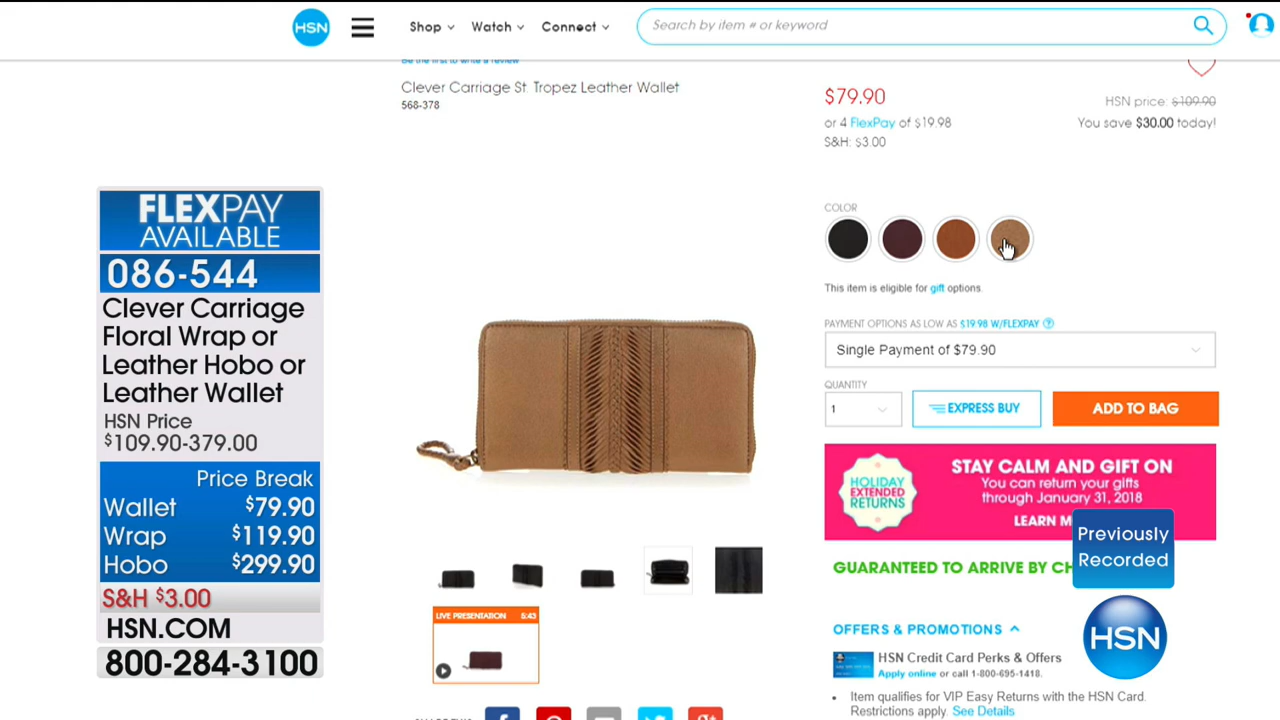 HSN
Shop
Watch
Connect
Search by item # or keyword
Be the first to write a review
Clever Carriage St. Tropez Leather Wallet
568-378
$79.90
HSN price: $109.90
or 4 FlexPay of $19.98
You save $30.00 today!
S&H: $3.00
COLOR
This item is eligible for gift options.
PAYMENT OPTIONS AS LOW AS $19.98 W/FLEXPAY ?
Single Payment of $79.90
QUANTITY
1
EXPRESS BUY
ADD TO BAG
HOLIDAY
EXTENDED
RETURNS
STAY CALM AND GIFT ON
You can return your gifts
through January 31, 2018
LEARN M
Previously
Recorded
GUARANTEED TO ARRIVE BY CH
OFFERS & PROMOTIONS
HSN Credit Card Perks & Offers
Apply online or call 1-800-695-1418.
Item qualifies for VIP Easy Returns with the HSN Card.
Restrictions apply. See Details
HSN
LIVE PRESENTATION 5:43
FLEXPAY
AVAILABLE
086-544
Clever Carriage
Floral Wrap or
Leather Hobo or
Leather Wallet
HSN Price
$109.90-379.00
Price Break
Wallet $79.90
Wrap $119.90
Hobo $299.90
S&H $3.00
HSN.COM
800-284-3100